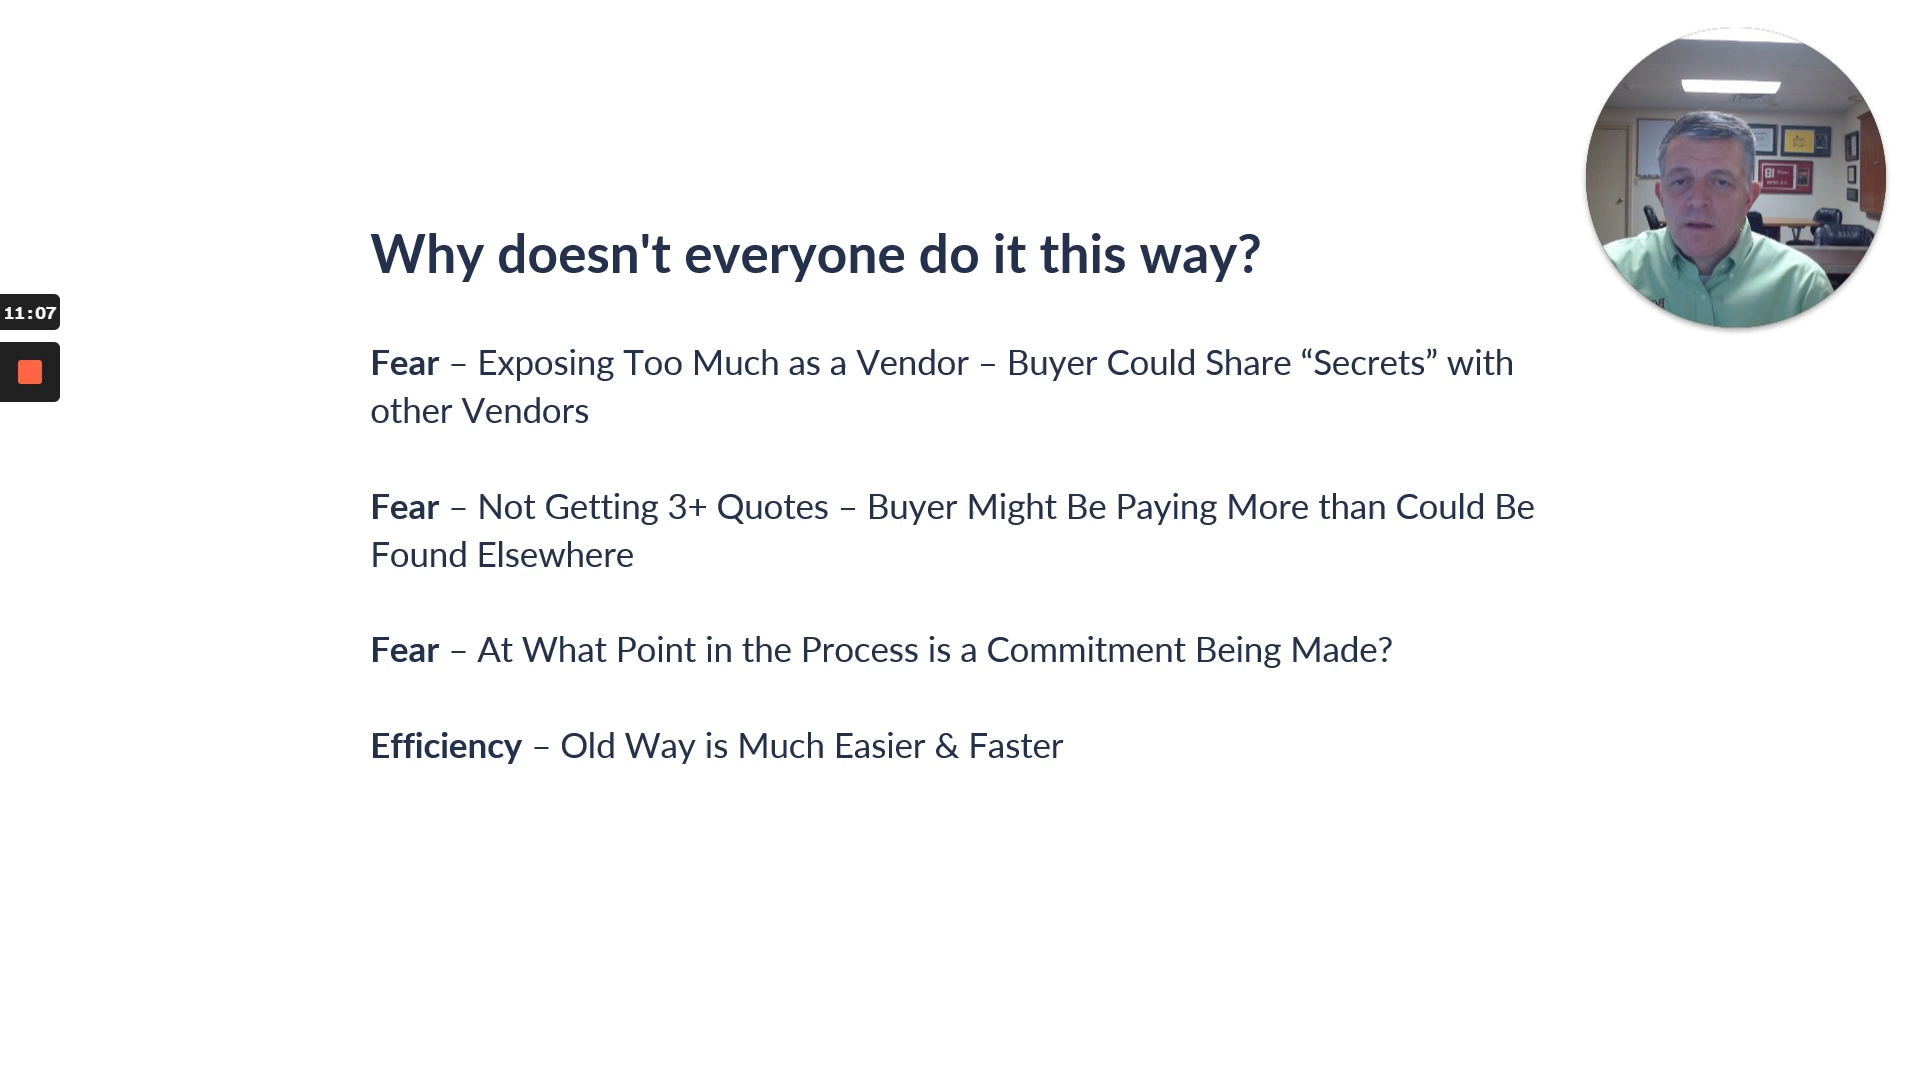 Why doesn't everyone do it this way?
11:07
Fear – Exposing Too Much as a Vendor – Buyer Could Share “Secrets” with
other Vendors
Fear – Not Getting 3+ Quotes – Buyer Might Be Paying More than Could Be
Found Elsewhere
Fear – At What Point in the Process is a Commitment Being Made?
Efficiency – Old Way is Much Easier & Faster